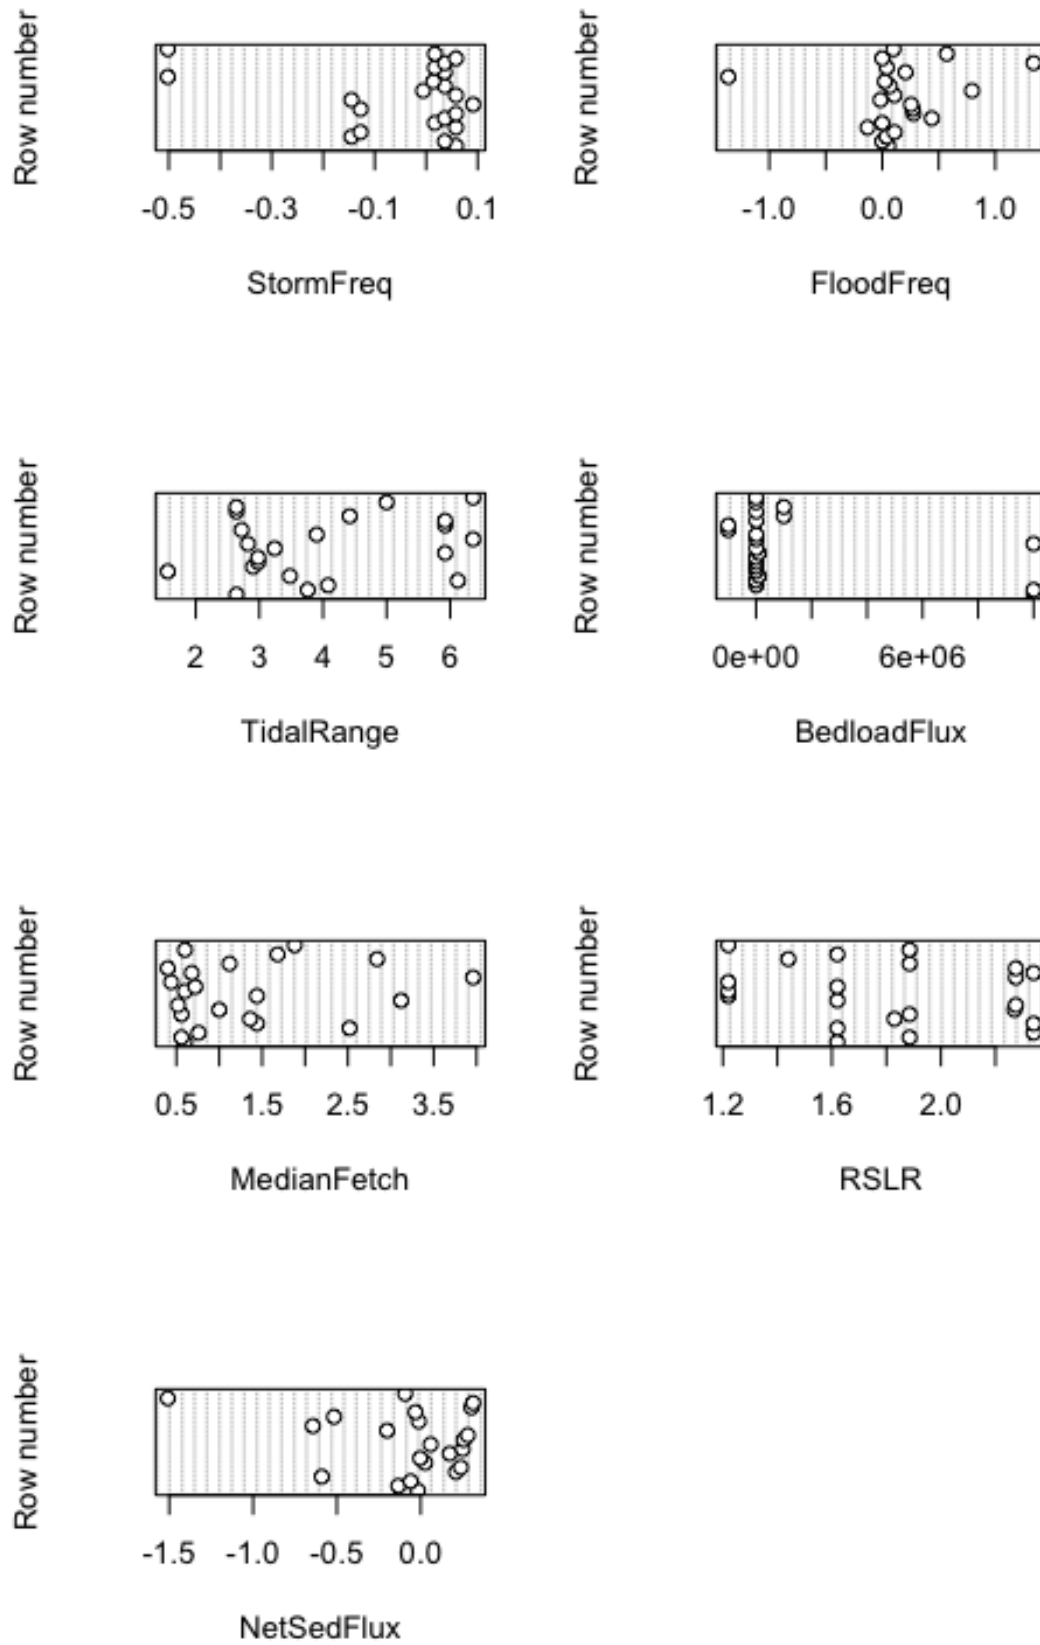 Row number
-0.5 -0.3 -0.1 0.1
StormFreq
Row number
-1.0 0.0 1.0
FloodFreq
Row number
2 3 4 5 6
TidalRange
Row number
0e+00 6e+06
BedloadFlux
Row number
0.5 1.5 2.5 3.5
MedianFetch
Row number
1.2 1.6 2.0
RSLR
Row number
-1.5 -1.0 -0.5 0.0
NetSedFlux